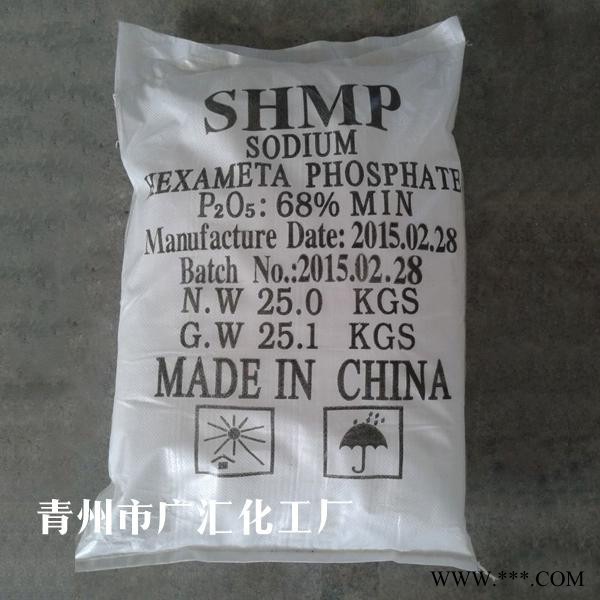 SHMP
SODIUM
HEXAMETA PHOSPHATE
P₂O₅: 68% MIN
Manufacture Date: 2015.02.28
Batch No.:2015.02.28
N.W 25.0 KGS
G.W 25.1 KGS
MADE IN CHINA
青州市广汇化工厂
WWW.***.COM